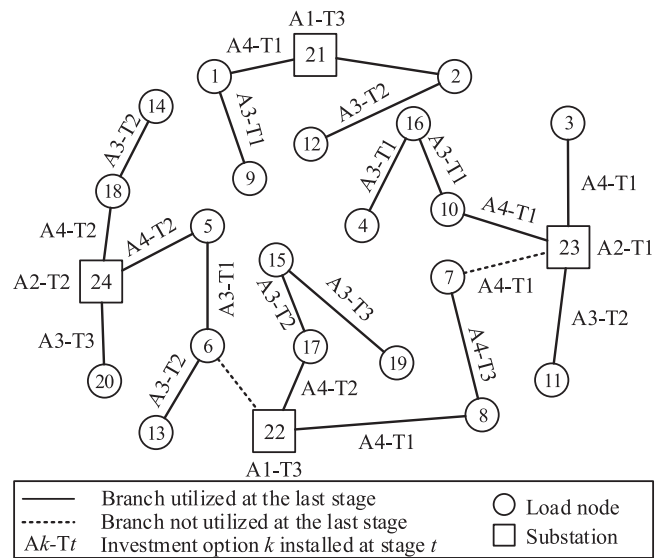 A1-T3
A4-T1
21
1
2
14
A3-T2
16
3
A3-T2
A3-T1
12
9
A3-T1
A3-T1
18
A4-T1
10
A4-T1
4
5
A4-T2
A4-T2
23
A2-T1
15
7
A2-T2
24
A4-T1
A3-T1
A3-T2
A3-T3
A3-T2
A3-T3
6
17
A4-T3
19
20
A3-T2
11
A4-T2
8
13
22
A4-T1
A1-T3
Branch utilized at the last stage
Load node
Branch not utilized at the last stage
Ak-Tt Investment option k installed at stage t
Substation